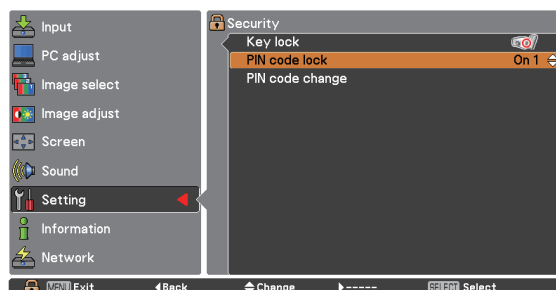 Input
PC adjust
Image select
Image adjust
Screen
Sound
Setting
Information
Network
Security
Key lock
PIN code lock On 1
PIN code change
MENU Exit Back Change ----- SELECT Select